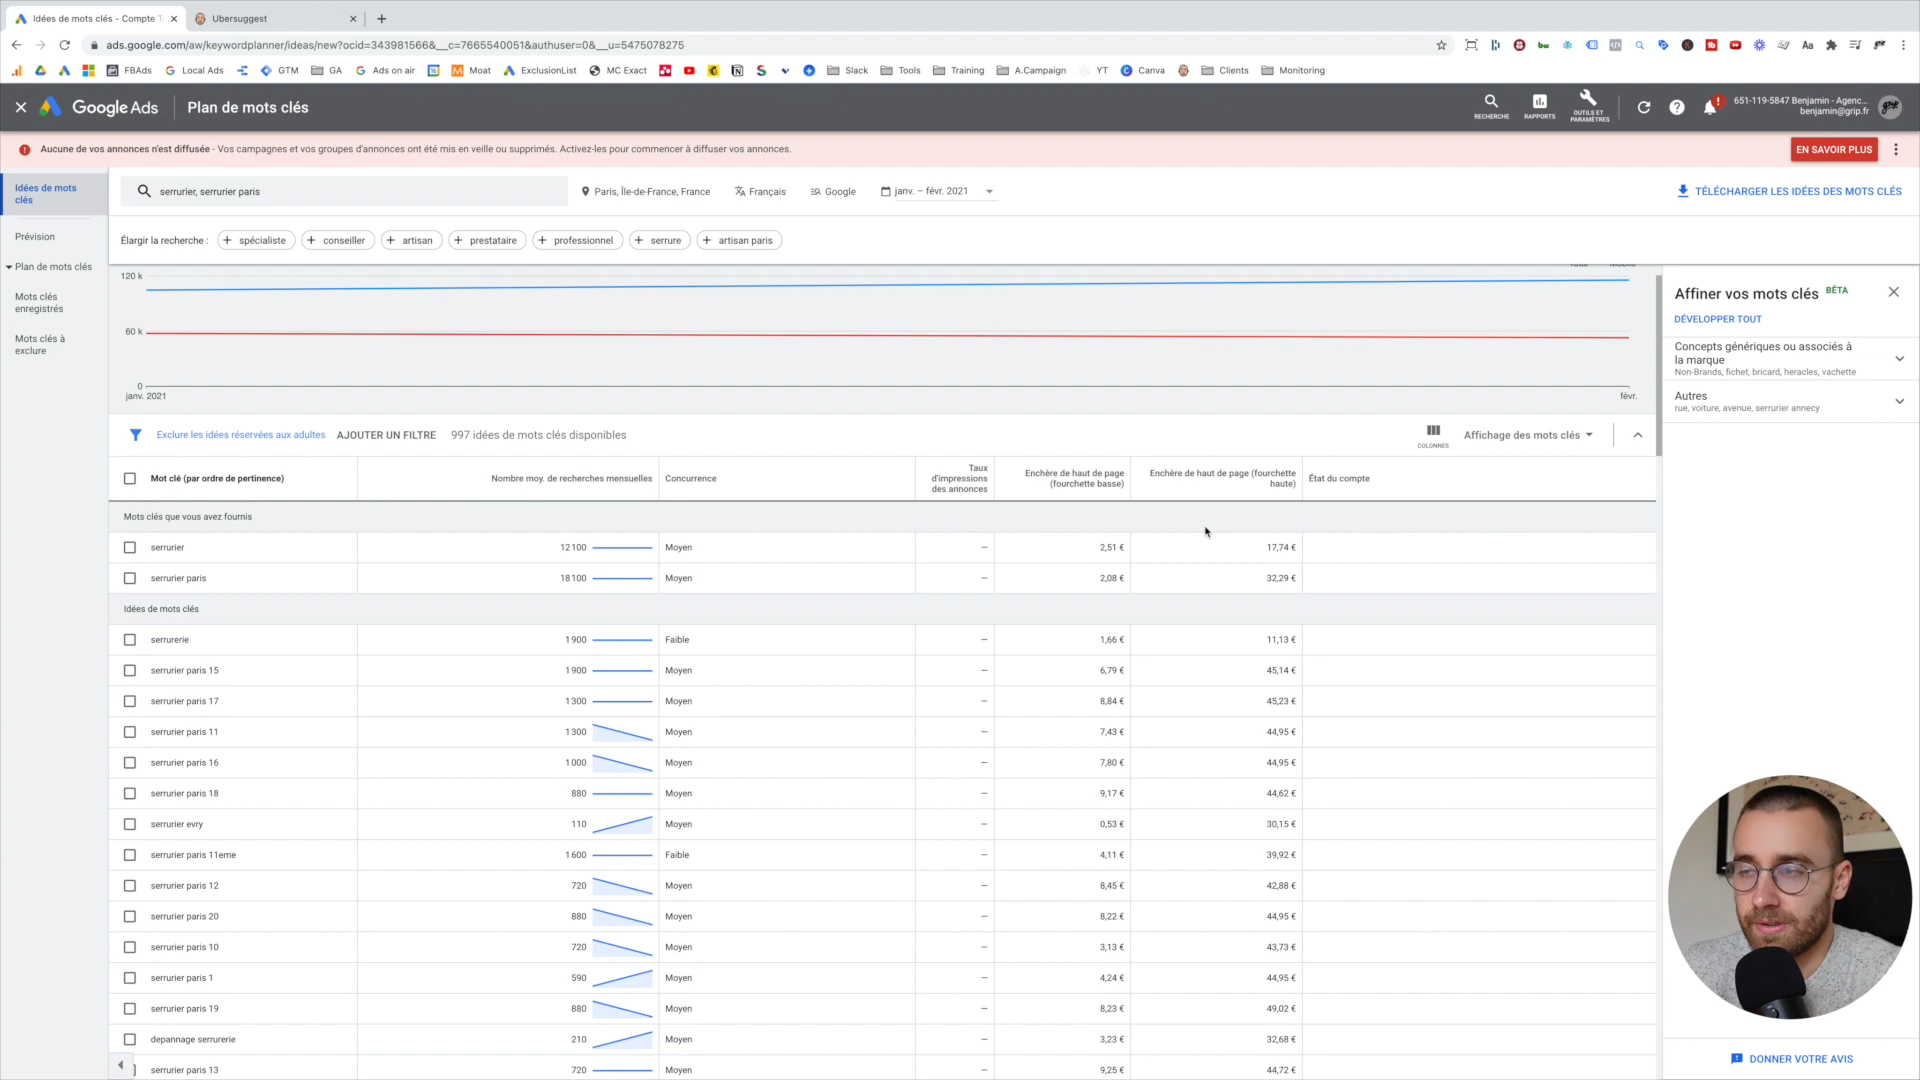 Idées de mots clés - Compte T
Ubersuggest
ads.google.com/aw/keywordplanner/ideas/new?ocid=343981566&__c=7665540051&authuser=0&__u=5475078275
FBAds
Local Ads
GTM
GA
Ads on air
Moat
ExclusionList
MC Exact
Slack
Tools
Training
A.Campaign
YT
Canva
Clients
Monitoring
Google Ads
Plan de mots clés
RECHERCHE
RAPPORTS
OUTILS ET
PARAMÈTRES
651-119-5847 Benjamin - Agenc...
benjamin@grip.fr
Aucune de vos annonces n'est diffusée - Vos campagnes et vos groupes d'annonces ont été mis en veille ou supprimés. Activez-les pour commencer à diffuser vos annonces.
EN SAVOIR PLUS
Idées de mots
clés
Prévision
Plan de mots clés
Mots clés
enregistrés
Mots clés à
exclure
serrurier, serrurier paris
Paris, Île-de-France, France
Français
Google
janv. – févr. 2021
TÉLÉCHARGER LES IDÉES DES MOTS CLÉS
Élargir la recherche :
+ spécialiste
+ conseiller
+ artisan
+ prestataire
+ professionnel
+ serrure
+ artisan paris
120 k
60 k
0
janv. 2021
févr.
Exclure les idées réservées aux adultes
AJOUTER UN FILTRE
997 idées de mots clés disponibles
COLONNES
Affichage des mots clés
Mot clé (par ordre de pertinence)
Nombre moy. de recherches mensuelles
Concurrence
Taux
d'impressions
des annonces
Enchère de haut de page
(fourchette basse)
Enchère de haut de page (fourchette
haute)
État du compte
Mots clés que vous avez fournis
serrurier 12 100 Moyen – 2,51 € 17,74 €
serrurier paris 18 100 Moyen – 2,08 € 32,29 €
Idées de mots clés
serrurerie 1 900 Faible – 1,66 € 11,13 €
serrurier paris 15 1 900 Moyen – 6,79 € 45,14 €
serrurier paris 17 1 300 Moyen – 8,84 € 45,23 €
serrurier paris 11 1 300 Moyen – 7,43 € 44,95 €
serrurier paris 16 1 000 Moyen – 7,80 € 44,95 €
serrurier paris 18 880 Moyen – 9,17 € 44,62 €
serrurier evry 110 Moyen – 0,53 € 30,15 €
serrurier paris 11eme 1 600 Faible – 4,11 € 39,92 €
serrurier paris 12 720 Moyen – 8,45 € 42,88 €
serrurier paris 20 880 Moyen – 8,22 € 44,95 €
serrurier paris 10 720 Moyen – 3,13 € 43,73 €
serrurier paris 1 590 Moyen – 4,24 € 44,95 €
serrurier paris 19 880 Moyen – 8,23 € 49,02 €
depannage serrurerie 210 Moyen – 3,23 € 32,68 €
serrurier paris 13 720 Moyen – 9,25 € 44,72 €
Affiner vos mots clés BÊTA
DÉVELOPPER TOUT
Concepts génériques ou associés à
la marque
Non-Brands, fichet, bricard, heracles, vachette
Autres
rue, voiture, avenue, serrurier annecy
DONNER VOTRE AVIS